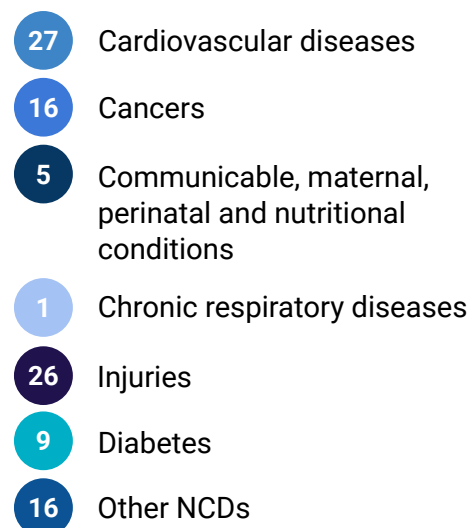 27 Cardiovascular diseases
16 Cancers
5 Communicable, maternal,
perinatal and nutritional
conditions
1 Chronic respiratory diseases
26 Injuries
9 Diabetes
16 Other NCDs